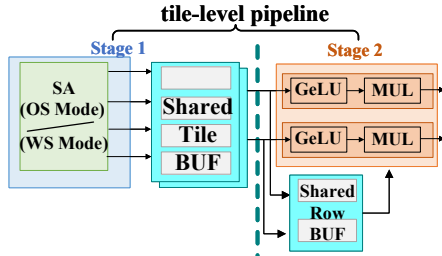 tile-level pipeline
Stage 1
Stage 2
SA
(OS Mode)
(WS Mode)
Shared
Tile
BUF
GeLU
MUL
GeLU
MUL
Shared
Row
BUF